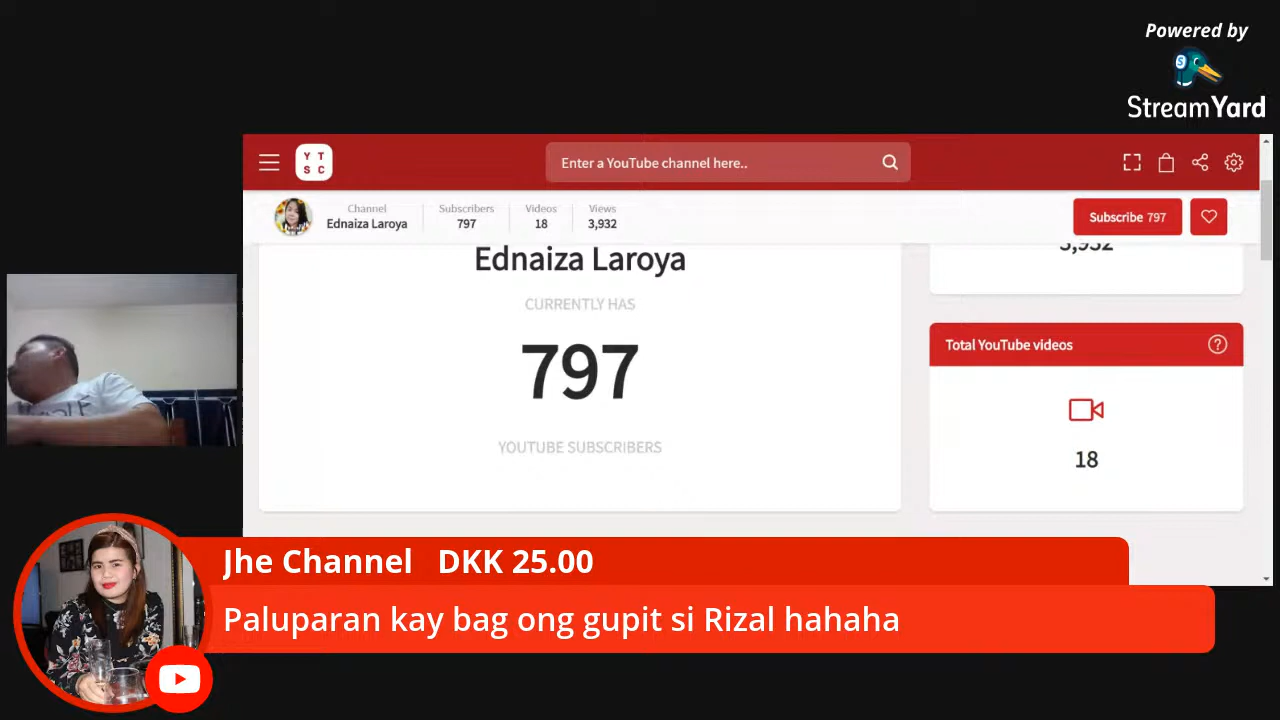 Powered by
StreamYard
Y T
S C
Enter a YouTube channel here..
Channel
Ednaiza Laroya
Subscribers
797
Videos
18
Views
3,932
Subscribe 797
Ednaiza Laroya
CURRENTLY HAS
797
YOUTUBE SUBSCRIBERS
3,932
Total YouTube videos
?
18
Jhe Channel DKK 25.00
Paluparan kay bag ong gupit si Rizal hahaha